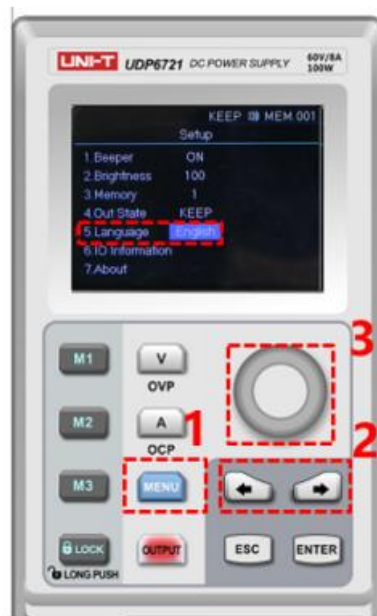 UNI-T UDP6721 DC POWER SUPPLY 60V/8A
100W
KEEP MEM 001
Setup
1.Beeper ON
2.Brightness 100
3.Memory 1
4.Out State KEEP
5.Language English
6.IO Information
7.About
3
M1 V
OVP
M2 A 1 2
OCP
M3 MENU
LOCK OUTPUT ESC ENTER
LONG PUSH